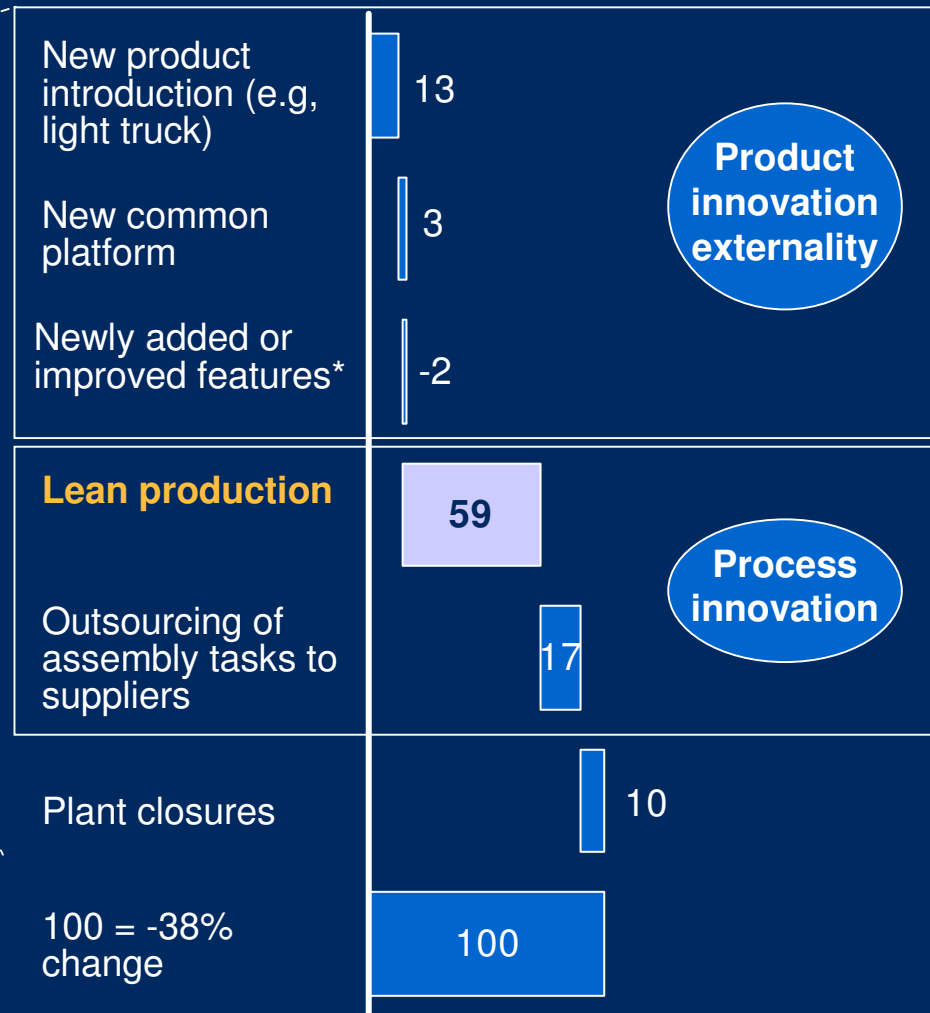 New product
introduction (e.g,
light truck)
13
Product
innovation
externality
New common
platform
3
Newly added or
improved features*
-2
Lean production
59
Process
innovation
Outsourcing of
assembly tasks to
suppliers
17
Plant closures
10
100 = -38%
change
100